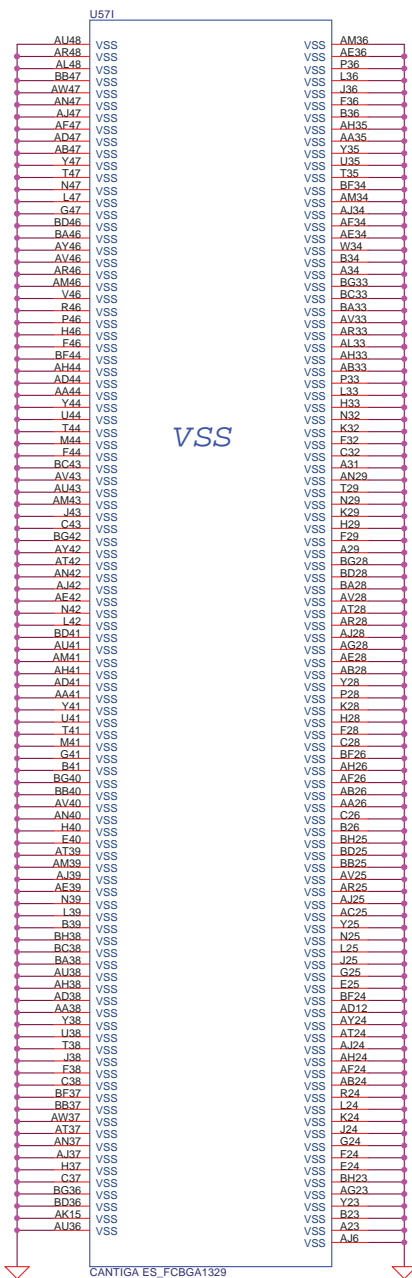 U57I
AU48 VSS VSS AM36
AR48 VSS VSS AE36
AL48 VSS VSS P36
BB47 VSS VSS L36
AW47 VSS VSS J36
AN47 VSS VSS F36
AJ47 VSS VSS B36
AF47 VSS VSS AH35
AD47 VSS VSS AA35
AB47 VSS VSS Y35
Y47 VSS VSS U35
T47 VSS VSS T35
N47 VSS VSS BF34
L47 VSS VSS AM34
G47 VSS VSS AJ34
BD46 VSS VSS AF34
BA46 VSS VSS AE34
AY46 VSS VSS W34
AV46 VSS VSS B34
AR46 VSS VSS A34
AM46 VSS VSS BG33
V46 VSS VSS BC33
R46 VSS VSS BA33
P46 VSS VSS AV33
H46 VSS VSS AR33
F46 VSS VSS AL33
BF44 VSS VSS AH33
AH44 VSS VSS AB33
AD44 VSS VSS P33
AA44 VSS VSS L33
Y44 VSS VSS H33
U44 VSS VSS N32
T44 VSS VSS K32
VSS
M44 VSS VSS F32
F44 VSS VSS C32
BC43 VSS VSS A31
AV43 VSS VSS AN29
AU43 VSS VSS T29
AM43 VSS VSS N29
J43 VSS VSS K29
C43 VSS VSS H29
BG42 VSS VSS F29
AY42 VSS VSS A29
AT42 VSS VSS BG28
AN42 VSS VSS BD28
AJ42 VSS VSS BA28
AE42 VSS VSS AV28
N42 VSS VSS AT28
L42 VSS VSS AR28
BD41 VSS VSS AJ28
AU41 VSS VSS AG28
AM41 VSS VSS AE28
AH41 VSS VSS AB28
AD41 VSS VSS Y28
AA41 VSS VSS P28
Y41 VSS VSS K28
U41 VSS VSS H28
T41 VSS VSS F28
M41 VSS VSS C28
G41 VSS VSS BF26
B41 VSS VSS AH26
BG40 VSS VSS AF26
BB40 VSS VSS AB26
AV40 VSS VSS AA26
AN40 VSS VSS C26
H40 VSS VSS B26
E40 VSS VSS BH25
AT39 VSS VSS BD25
AM39 VSS VSS BB25
AJ39 VSS VSS AV25
AE39 VSS VSS AR25
N39 VSS VSS AJ25
L39 VSS VSS AC25
B39 VSS VSS Y25
BH38 VSS VSS N25
BC38 VSS VSS L25
BA38 VSS VSS J25
AU38 VSS VSS G25
AH38 VSS VSS E25
AD38 VSS VSS BF24
AA38 VSS VSS AD12
Y38 VSS VSS AY24
U38 VSS VSS AT24
T38 VSS VSS AJ24
J38 VSS VSS AH24
F38 VSS VSS AF24
C38 VSS VSS AB24
BF37 VSS VSS R24
BB37 VSS VSS L24
AW37 VSS VSS K24
AT37 VSS VSS J24
AN37 VSS VSS G24
AJ37 VSS VSS F24
H37 VSS VSS E24
C37 VSS VSS BH23
BG36 VSS VSS AG23
BD36 VSS VSS Y23
AK15 VSS VSS B23
AU36 VSS VSS A23
VSS AJ6
CANTIGA ES_FCBGA1329